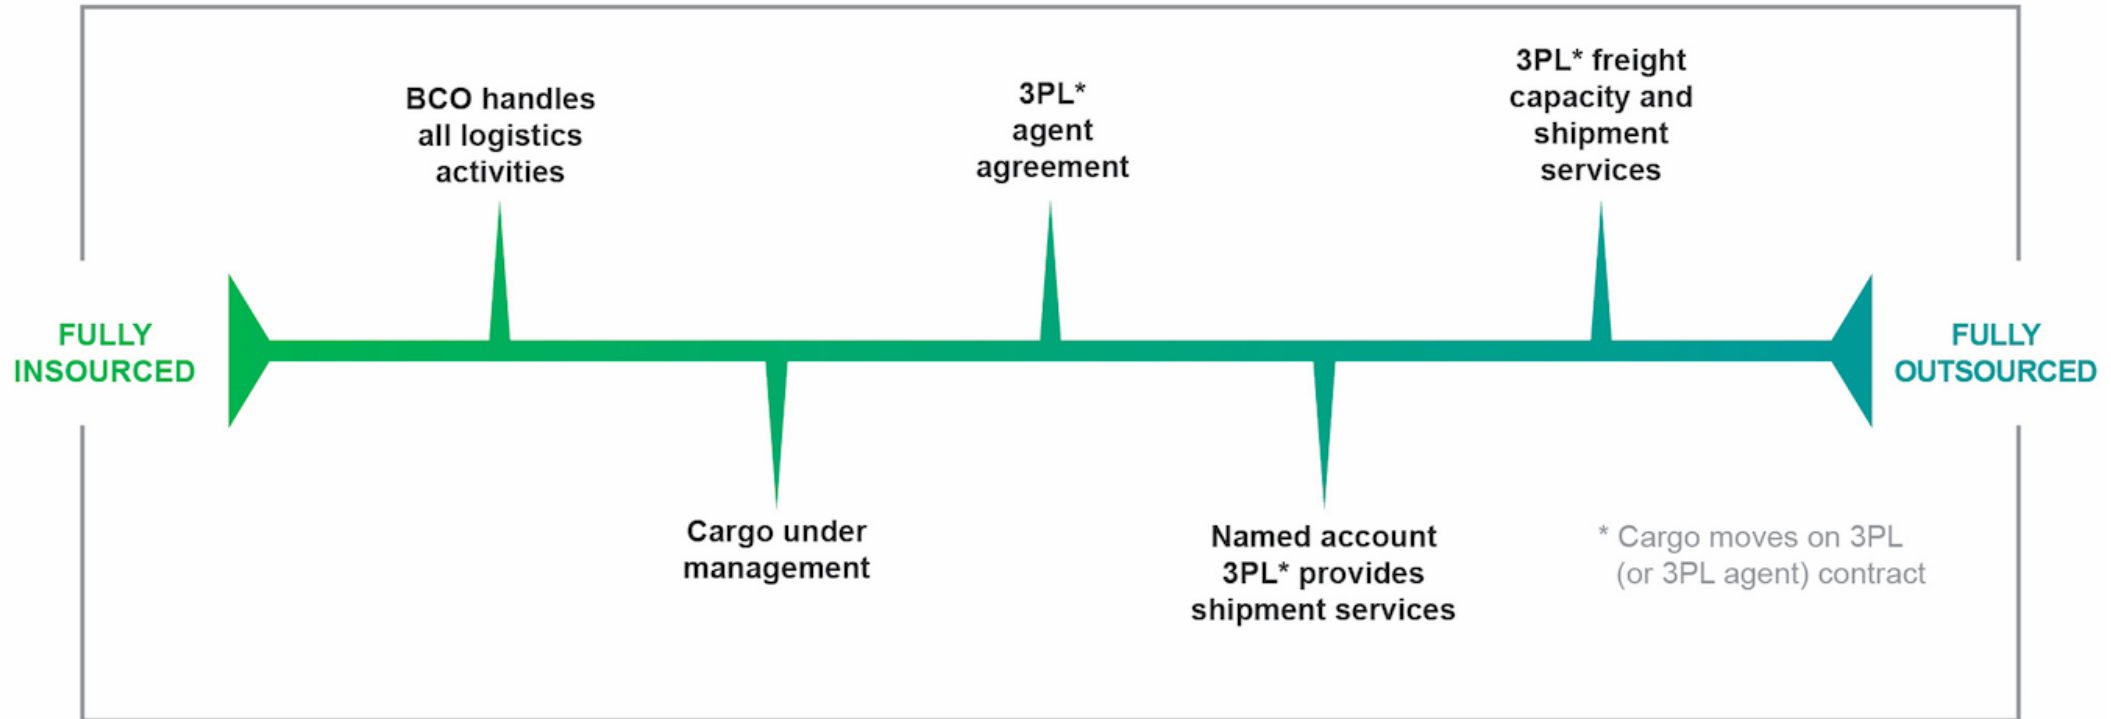 FULLY
INSOURCED
BCO handles
all logistics
activities
Cargo under
management
3PL*
agent
agreement
Named account
3PL* provides
shipment services
3PL* freight
capacity and
shipment
services
FULLY
OUTSOURCED
* Cargo moves on 3PL
(or 3PL agent) contract